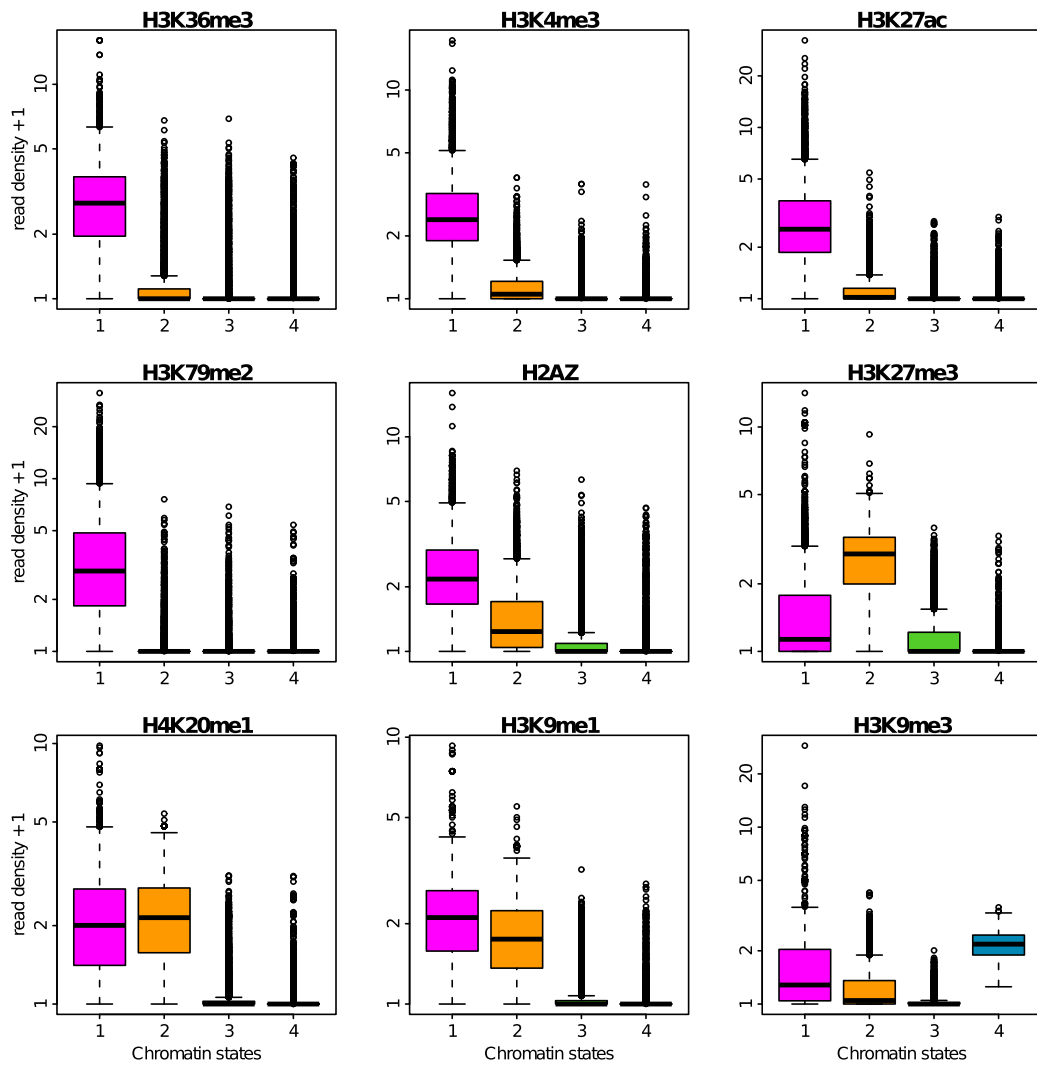 H3K36me3
H3K4me3
H3K27ac
read density +1
1 2 5 10
1 2 3 4
1 2 5 10
1 2 3 4
1 2 5 10 20
1 2 3 4
H3K79me2
H2AZ
H3K27me3
read density +1
1 2 5 10 20
1 2 3 4
1 2 5 10
1 2 3 4
1 2 5 10
1 2 3 4
H4K20me1
H3K9me1
H3K9me3
read density +1
1 2 5 10
1 2 3 4
1 2 5 10
1 2 3 4
1 2 5 10 20
1 2 3 4
Chromatin states
Chromatin states
Chromatin states